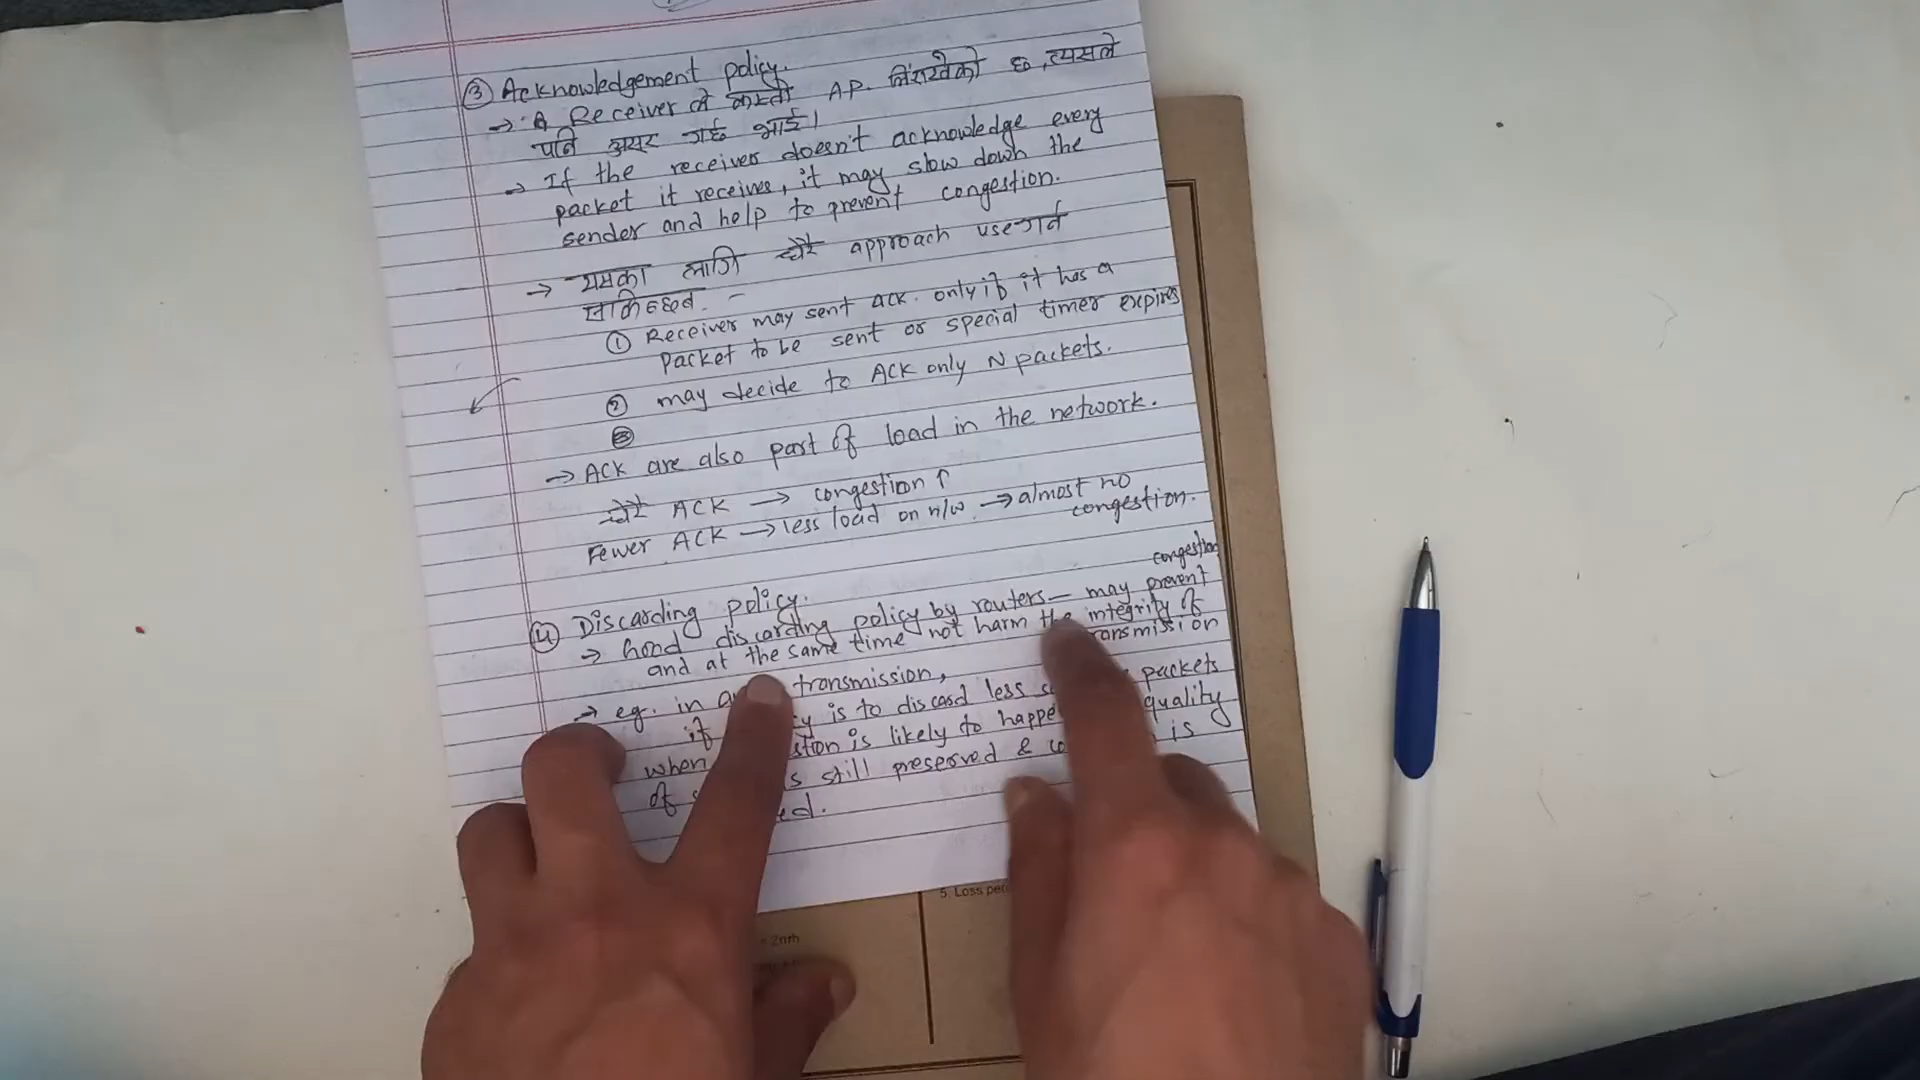 ③ Acknowledgement policy.
→ Receiver ले कस्तो A.P. लिराखेको छ, त्यसले
पनि असर गर्छ भाई।
→ If the receiver doesn't acknowledge every
packet it receives, it may slow down the
sender and help to prevent congestion.
→ यसका लागि धेरै approach use गर्न
सकिन्छन. –
① Receiver may sent ack. only if it has a
packet to be sent or special timer expires
② may decide to ACK only N packets.
③
→ ACK are also part of load in the network.
धेरै ACK → congestion ↑
Fewer ACK → less load on n/w → almost no
congestion.
④ Discarding policy.
congestion
→ Good discarding policy by routers — may prevent
and at the same time not harm the integrity of
transmission
→ eg. in transmission,
if is to discard less packets
when is likely to quality
of still preserved & is
5. Loss
= 2πrh